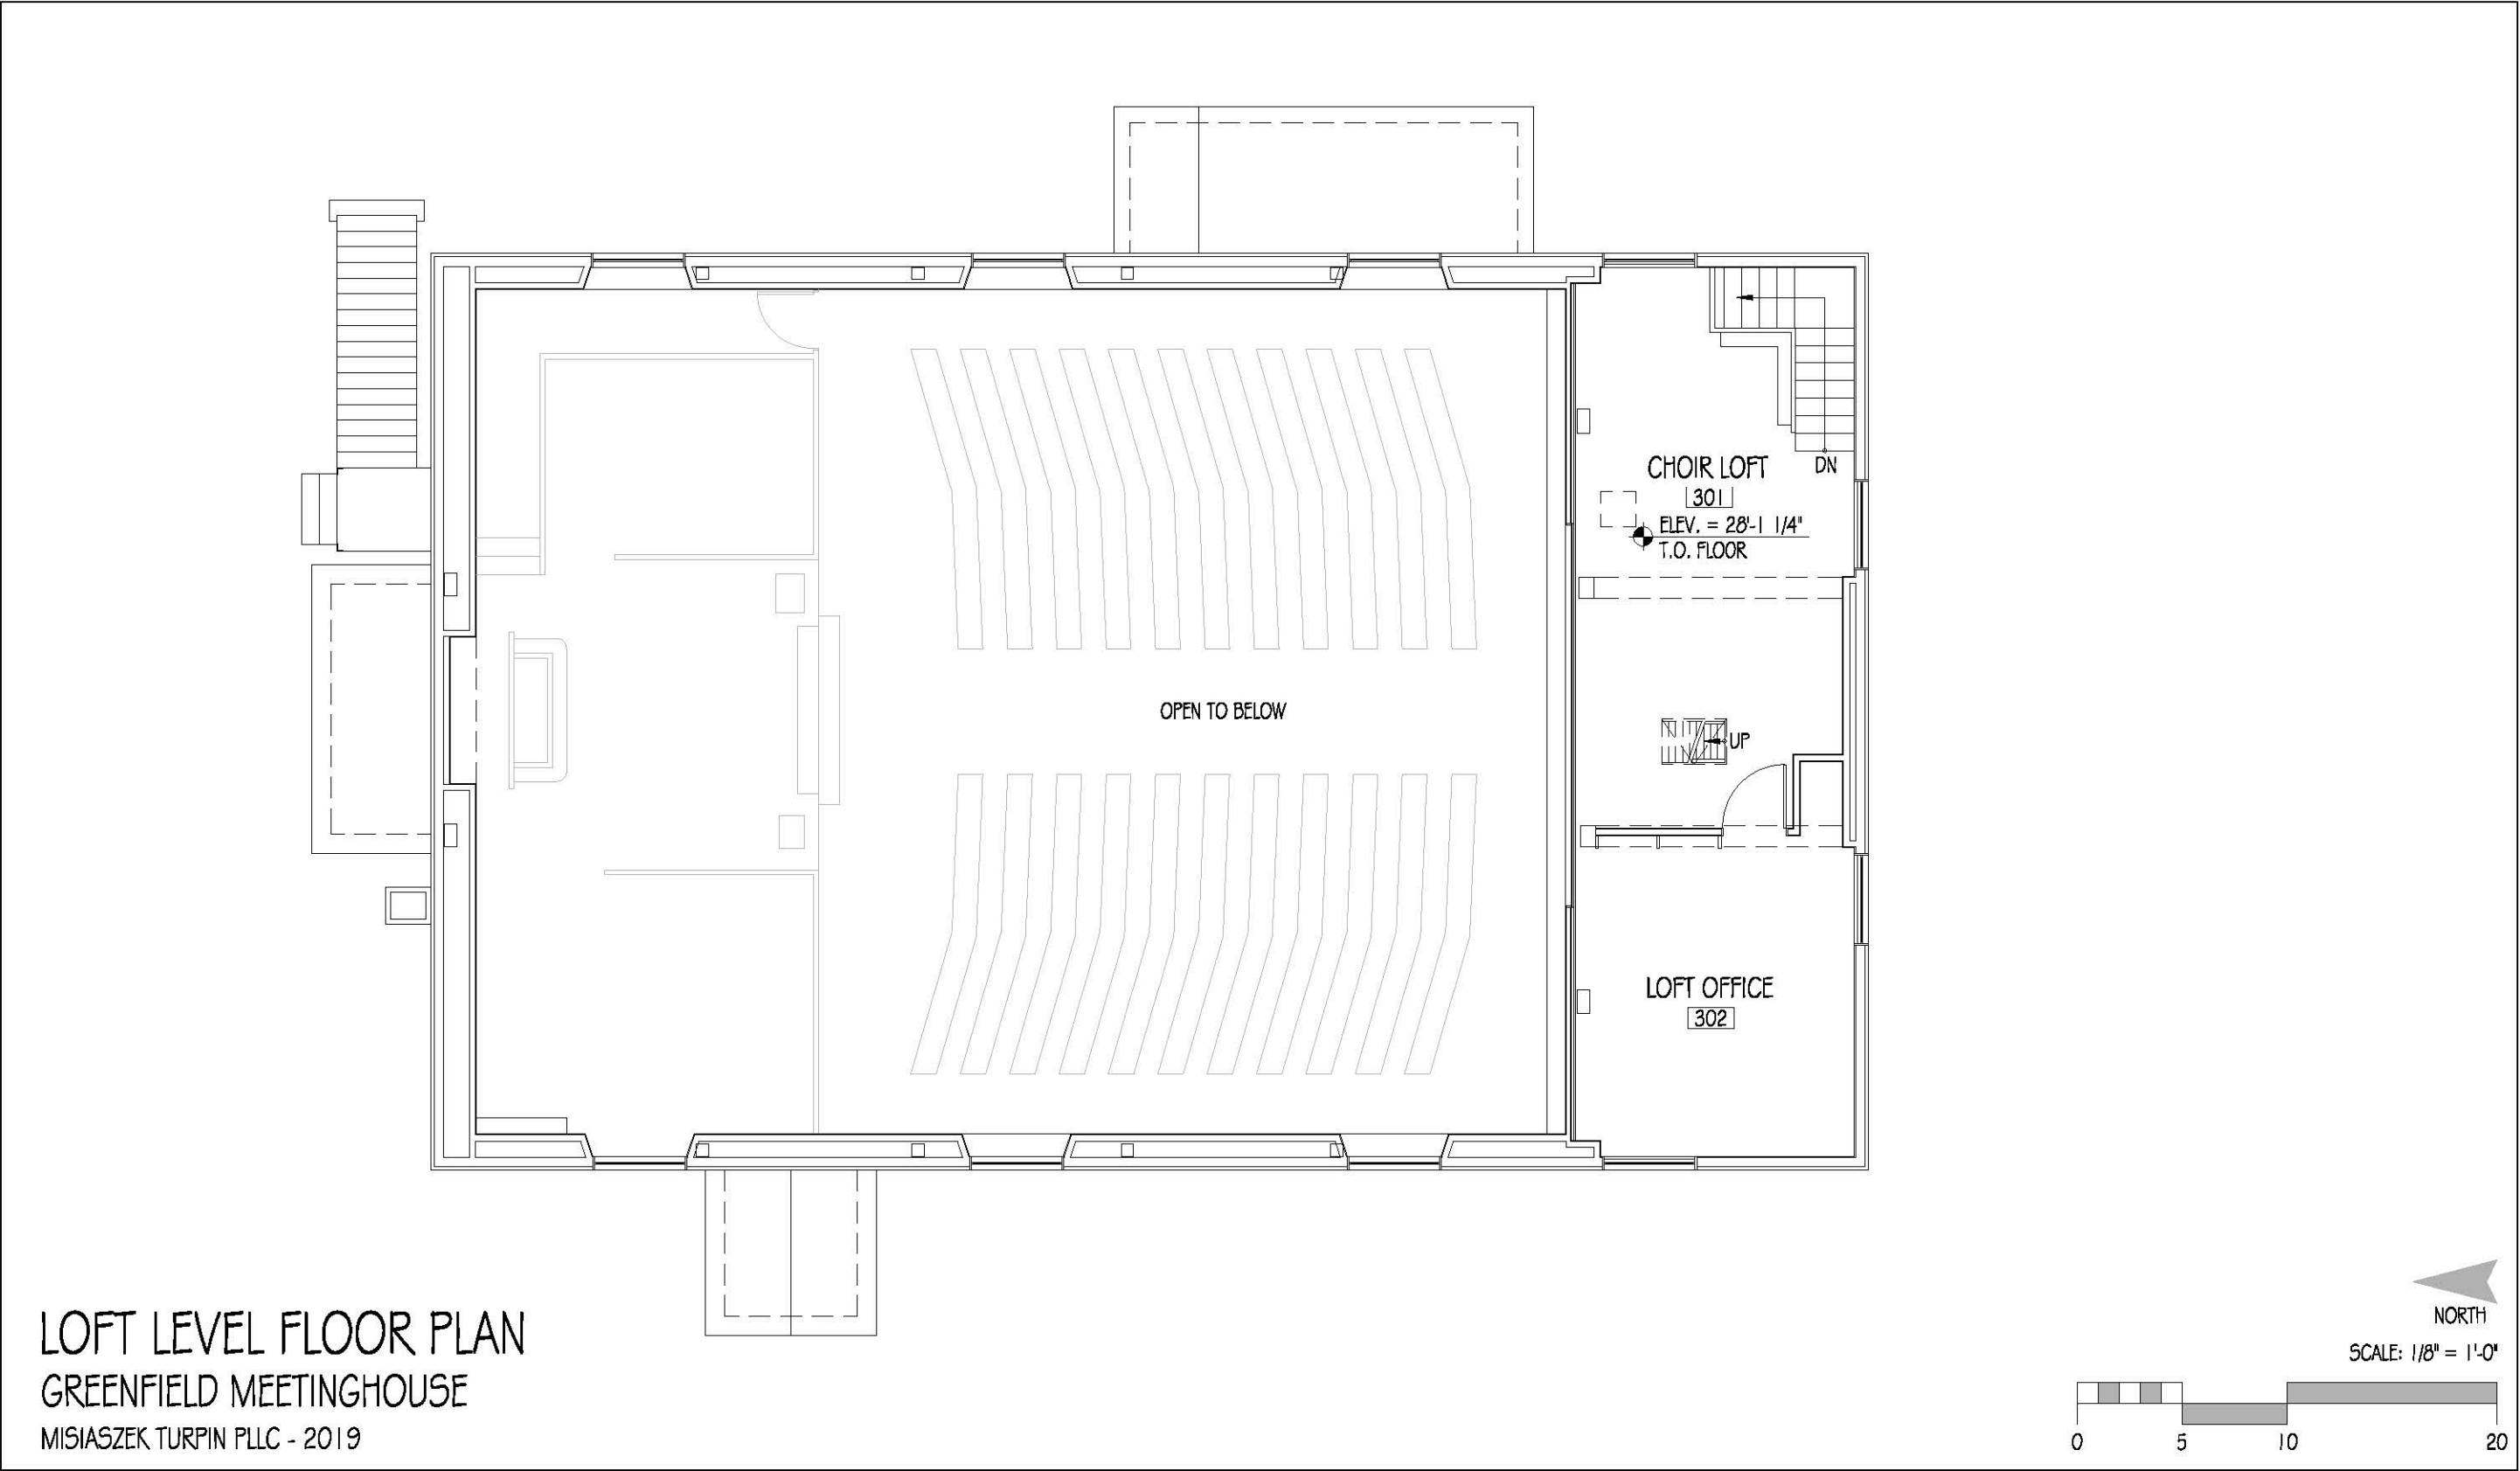 CHOIR LOFT
DN
301
ELEV. = 28'-1 1/4"
T.O. FLOOR
OPEN TO BELOW
UP
LOFT OFFICE
302
LOFT LEVEL FLOOR PLAN
GREENFIELD MEETINGHOUSE
MISIASZEK TURPIN PLLC - 2019
NORTH
SCALE: 1/8" = 1'-0"
0 5 10 20